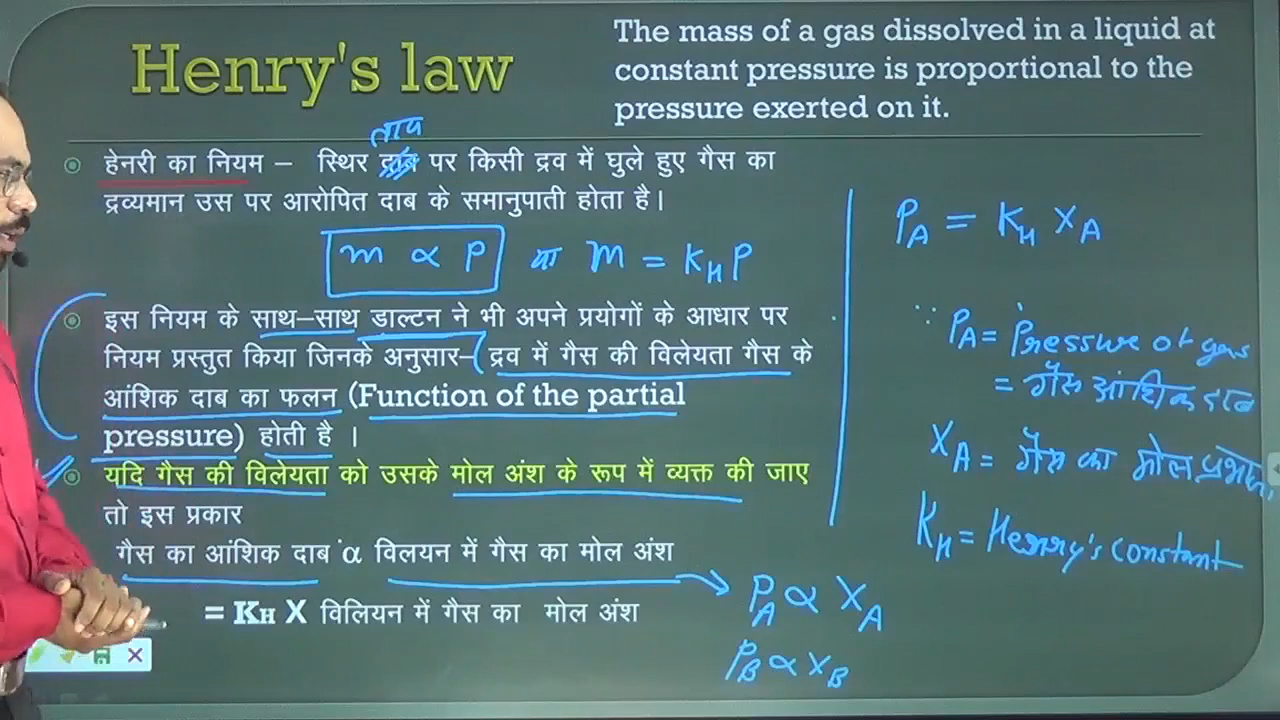 Henry's law
The mass of a gas dissolved in a liquid at
constant pressure is proportional to the
pressure exerted on it.
ताप
हेनरी का नियम – स्थिर दाब पर किसी द्रव में घुले हुए गैस का
द्रव्यमान उस पर आरोपित दाब के समानुपाती होता है।
m ∝ P या m = KH P
इस नियम के साथ–साथ डाल्टन ने भी अपने प्रयोगों के आधार पर
नियम प्रस्तुत किया जिनके अनुसार– द्रव में गैस की विलेयता गैस के
आंशिक दाब का फलन (Function of the partial
pressure) होती है ।
यदि गैस की विलेयता को उसके मोल अंश के रूप में व्यक्त की जाए
तो इस प्रकार
गैस का आंशिक दाब α विलयन में गैस का मोल अंश
= KH X विलियन में गैस का मोल अंश
PA ∝ XA
PB ∝ XB
PA = KH XA
∵ PA = Pressure of gas
= गैस आंशिक दाब
XA = गैस का मोल
KH = Henry's constant